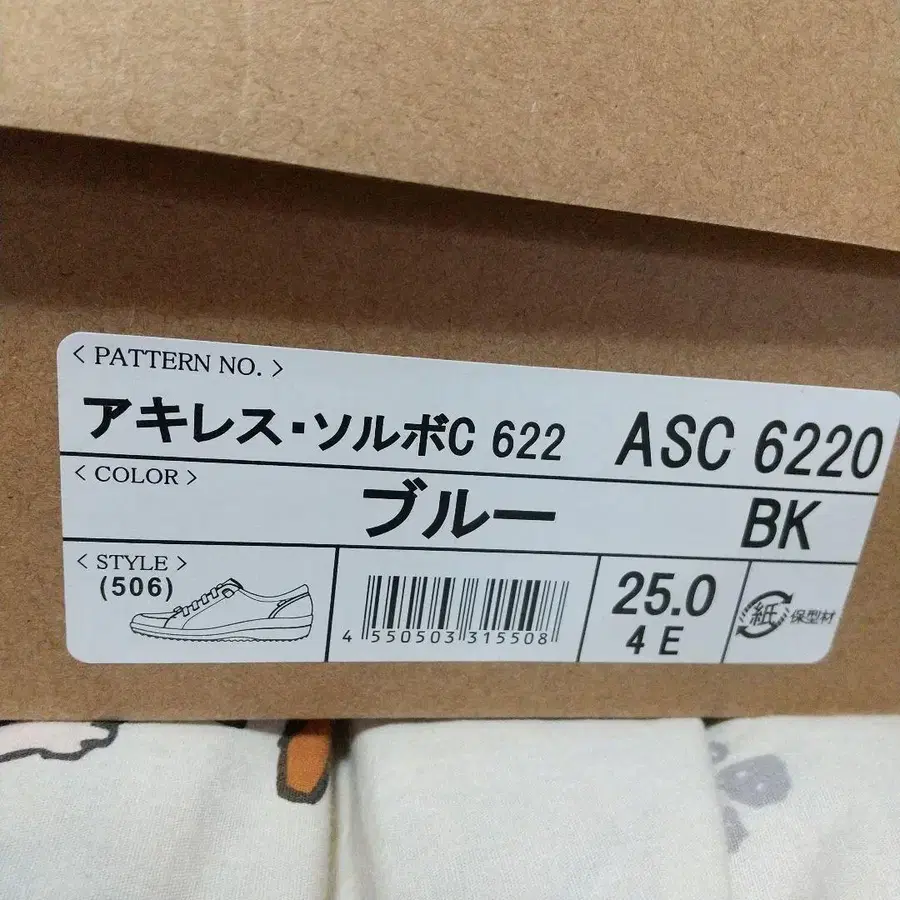 < PATTERN NO. >
アキレス・ソルボC 622 ASC 6220
< COLOR >
ブルー BK
< STYLE >
(506)
4 550503 315508
25.0
4 E
紙 保型材